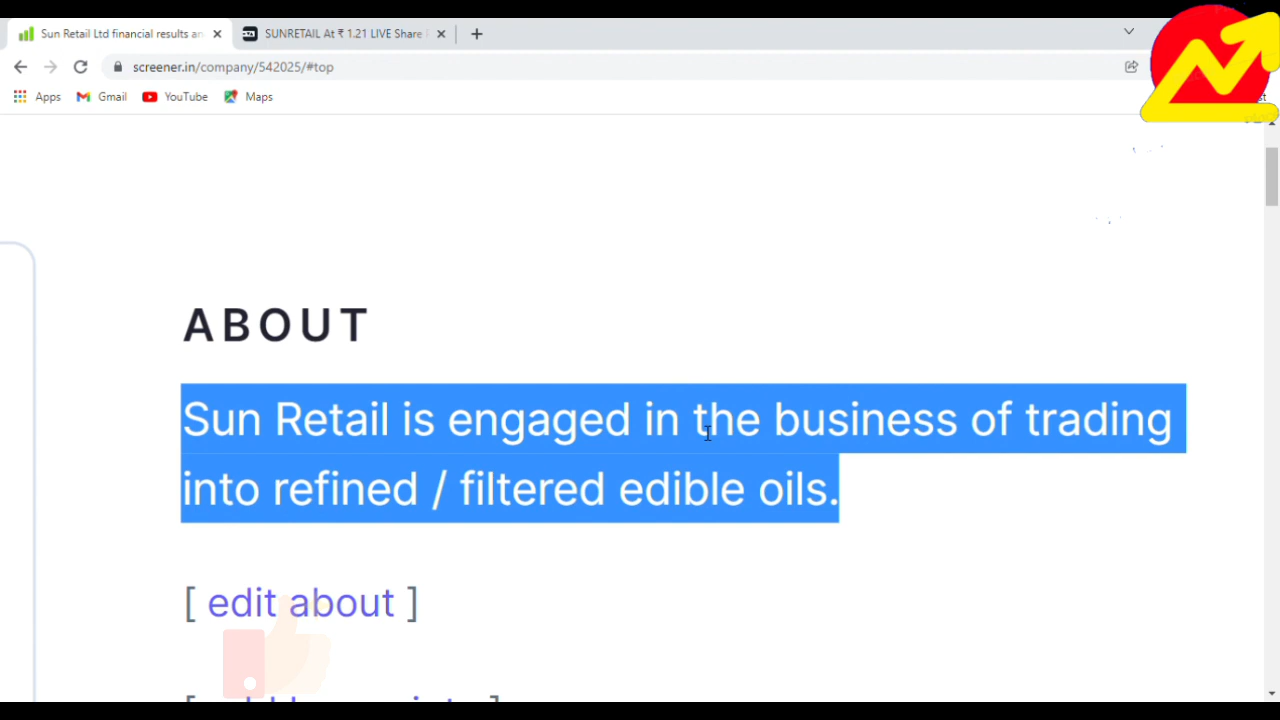 Sun Retail Ltd financial results an
SUNRETAIL At ₹ 1.21 LIVE Share
screener.in/company/542025/#top
Apps
Gmail
YouTube
Maps
ABOUT
Sun Retail is engaged in the business of trading
into refined / filtered edible oils.
[ edit about ]